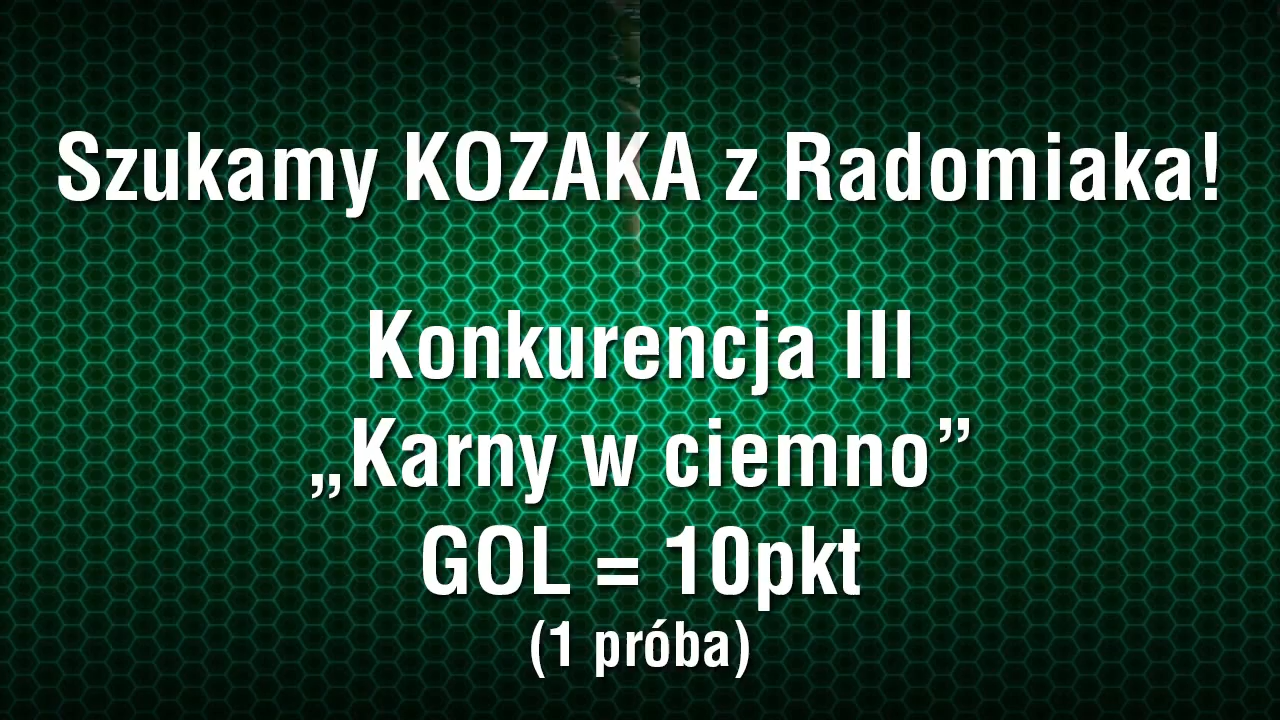 Szukamy KOZAKA z Radomiaka!
Konkurencja III
„Karny w ciemno”
GOL = 10pkt
(1 próba)